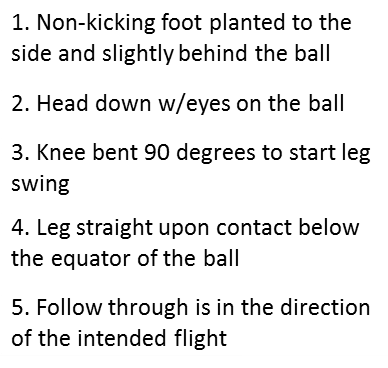 1. Non-kicking foot planted to the
side and slightly behind the ball
2. Head down w/eyes on the ball
3. Knee bent 90 degrees to start leg
swing
4. Leg straight upon contact below
the equator of the ball
5. Follow through is in the direction
of the intended flight